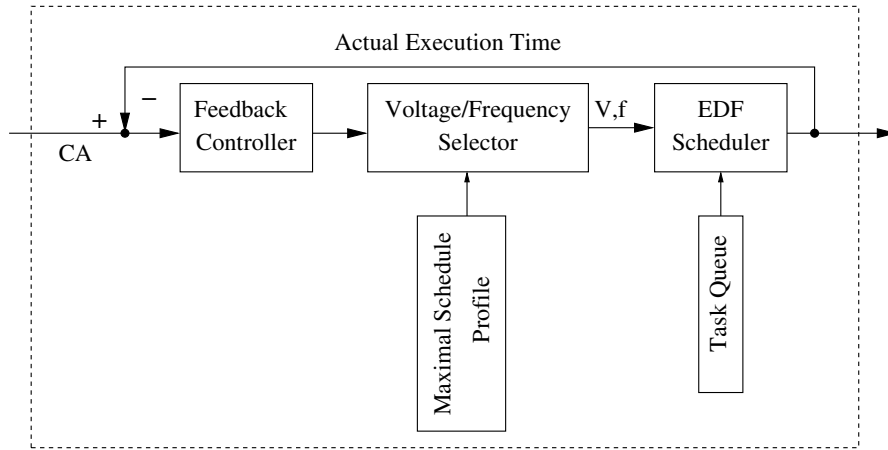 Actual Execution Time
−
+
CA
Feedback
Controller
Voltage/Frequency
Selector
V,f
EDF
Scheduler
Maximal Schedule
Profile
Task Queue